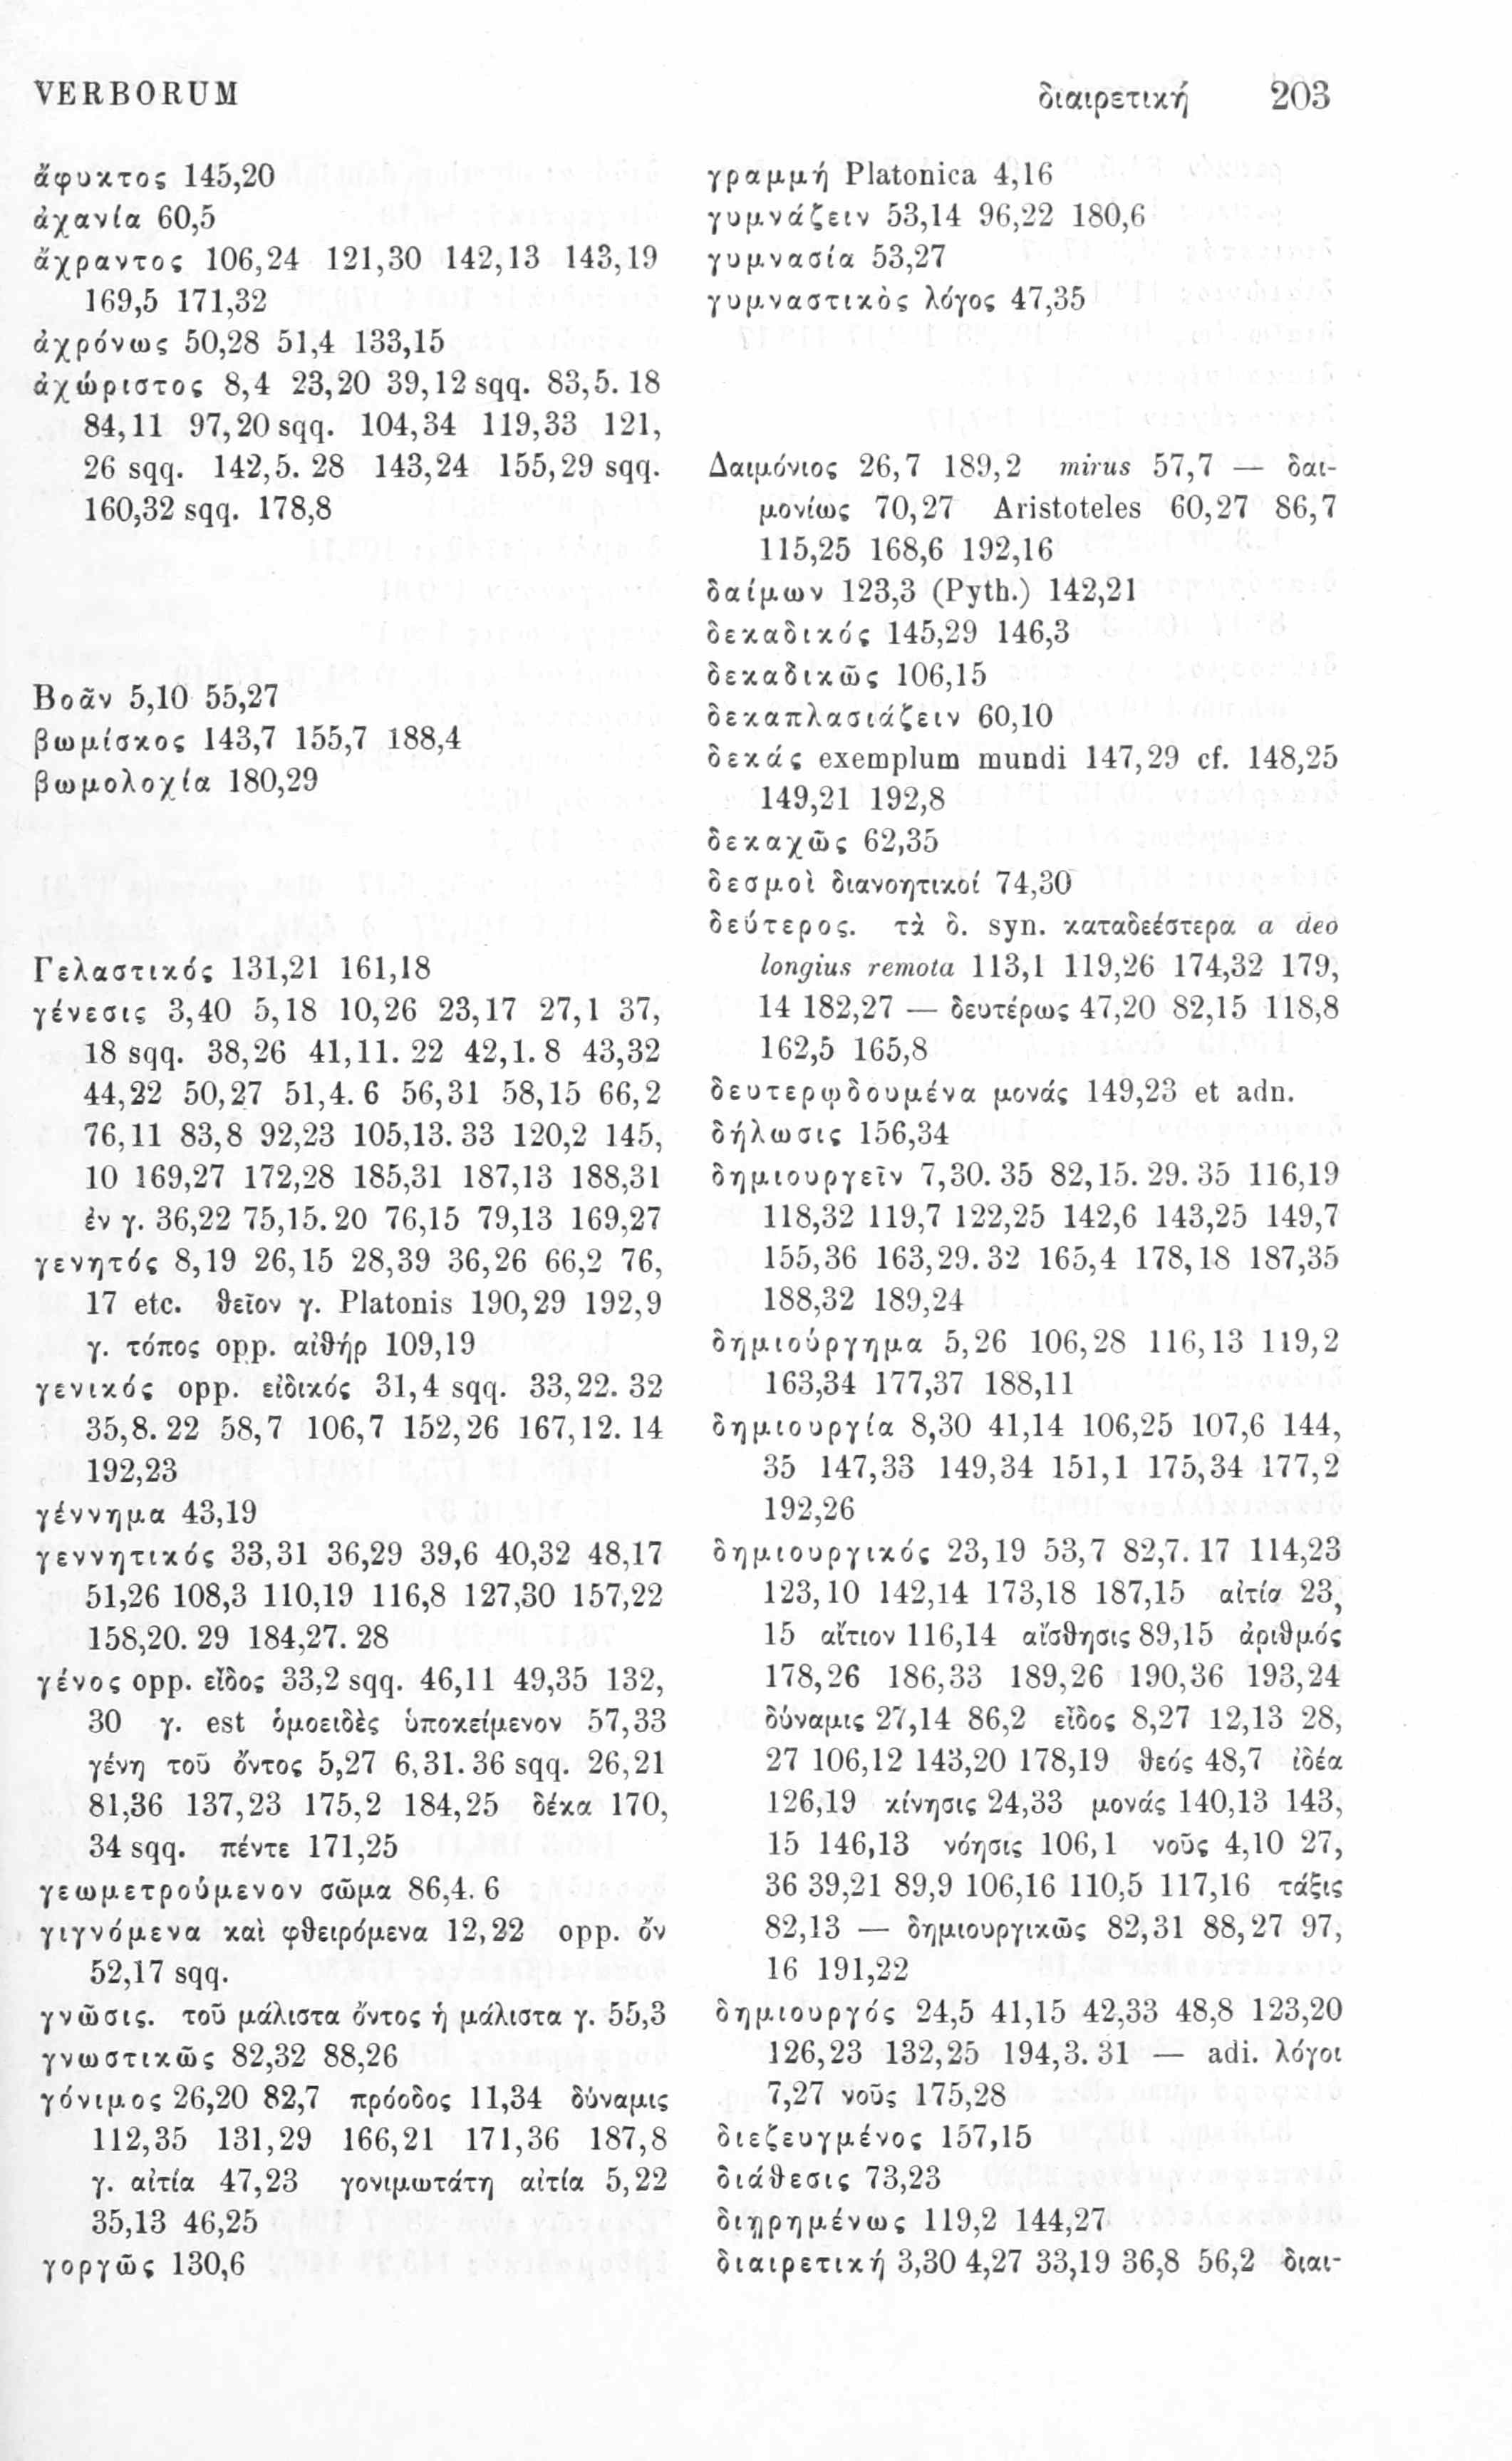 VERBORUM
διαιρετική 203
ἄφυκτος 145,20
ἀχανία 60,5
ἄχραντος 106,24 121,30 142,13 143,19
169,5 171,32
ἀχρόνως 50,28 51,4 133,15
ἀχώριστος 8,4 23,20 39,12 sqq. 83,5. 18
84,11 97,20 sqq. 104,34 119,33 121,
26 sqq. 142,5. 28 143,24 155,29 sqq.
160,32 sqq. 178,8
Βοᾶν 5,10 55,27
βωμίσκος 143,7 155,7 188,4
βωμολοχία 180,29
Γελαστικός 131,21 161,18
γένεσις 3,40 5,18 10,26 23,17 27,1 37,
18 sqq. 38,26 41,11. 22 42,1. 8 43,32
44,22 50,27 51,4. 6 56,31 58,15 66,2
76,11 83,8 92,23 105,13. 33 120,2 145,
10 169,27 172,28 185,31 187,13 188,31
ἐν γ. 36,22 75,15. 20 76,15 79,13 169,27
γενητός 8,19 26,15 28,39 36,26 66,2 76,
17 etc. θεῖον γ. Platonis 190,29 192,9
γ. τόπος opp. αἰθήρ 109,19
γενικός opp. εἰδικός 31,4 sqq. 33,22. 32
35,8. 22 58,7 106,7 152,26 167,12. 14
192,23
γέννημα 43,19
γεννητικός 33,31 36,29 39,6 40,32 48,17
51,26 108,3 110,19 116,8 127,30 157,22
158,20. 29 184,27. 28
γένος opp. εἶδος 33,2 sqq. 46,11 49,35 132,
30 γ. est ὁμοειδὲς ὑποκείμενον 57,33
γένη τοῦ ὄντος 5,27 6,31. 36 sqq. 26,21
81,36 137,23 175,2 184,25 δέκα 170,
34 sqq. πέντε 171,25
γεωμετρούμενον σῶμα 86,4. 6
γιγνόμενα καὶ φθειρόμενα 12,22 opp. ὄν
52,17 sqq.
γνῶσις. τοῦ μάλιστα ὄντος ἡ μάλιστα γ. 55,3
γνωστικῶς 82,32 88,26
γόνιμος 26,20 82,7 πρόοδος 11,34 δύναμις
112,35 131,29 166,21 171,36 187,8
γ. αἰτία 47,23 γονιμωτάτη αἰτία 5,22
35,13 46,25
γοργῶς 130,6
γραμμή Platonica 4,16
γυμνάζειν 53,14 96,22 180,6
γυμνασία 53,27
γυμναστικὸς λόγος 47,35
Δαιμόνιος 26,7 189,2 mirus 57,7 — δαι-
μονίως 70,27 Aristoteles 60,27 86,7
115,25 168,6 192,16
δαίμων 123,3 (Pyth.) 142,21
δεκαδικός 145,29 146,3
δεκαδικῶς 106,15
δεκαπλασιάζειν 60,10
δεκάς exemplum mundi 147,29 cf. 148,25
149,21 192,8
δεκαχῶς 62,35
δεσμοὶ διανοητικοί 74,30
δεύτερος. τὰ δ. syn. καταδεέστερα a deo
longius remota 113,1 119,26 174,32 179,
14 182,27 — δευτέρως 47,20 82,15 118,8
162,5 165,8
δευτερῳδουμένα μονάς 149,23 et adn.
δήλωσις 156,34
δημιουργεῖν 7,30. 35 82,15. 29. 35 116,19
118,32 119,7 122,25 142,6 143,25 149,7
155,36 163,29. 32 165,4 178,18 187,35
188,32 189,24
δημιούργημα 5,26 106,28 116,13 119,2
163,34 177,37 188,11
δημιουργία 8,30 41,14 106,25 107,6 144,
35 147,33 149,34 151,1 175,34 177,2
192,26
δημιουργικός 23,19 53,7 82,7. 17 114,23
123,10 142,14 173,18 187,15 αἰτία 23,
15 αἴτιον 116,14 αἴσθησις 89,15 ἀριθμός
178,26 186,33 189,26 190,36 193,24
δύναμις 27,14 86,2 εἶδος 8,27 12,13 28,
27 106,12 143,20 178,19 θεός 48,7 ἰδέα
126,19 κίνησις 24,33 μονάς 140,13 143,
15 146,13 νόησις 106,1 νοῦς 4,10 27,
36 39,21 89,9 106,16 110,5 117,16 τάξις
82,13 — δημιουργικῶς 82,31 88,27 97,
16 191,22
δημιουργός 24,5 41,15 42,33 48,8 123,20
126,23 132,25 194,3. 31 — adi. λόγοι
7,27 νοῦς 175,28
διεζευγμένος 157,15
διάθεσις 73,23
διῃρημένως 119,2 144,27
διαιρετική 3,30 4,27 33,19 36,8 56,2 διαι-